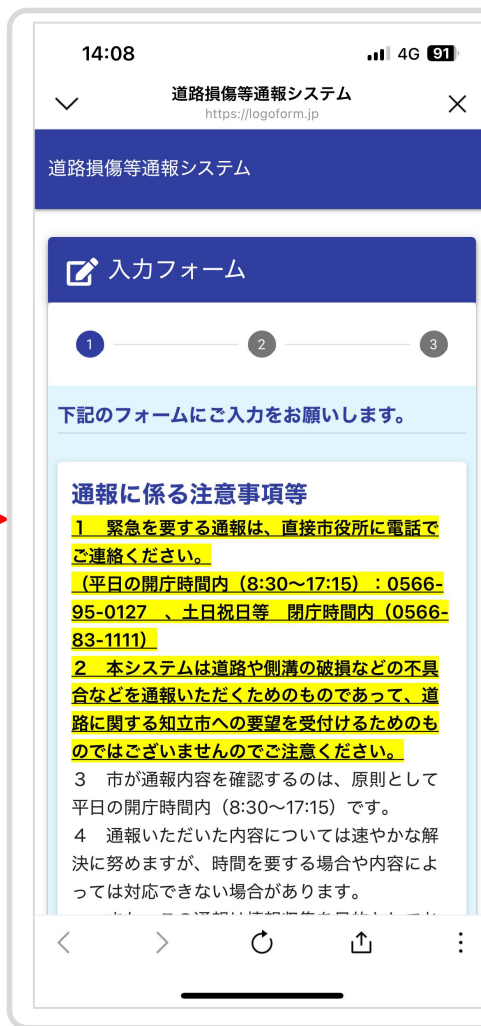 14:08
4G 91
道路損傷等通報システム
https://logoform.jp
道路損傷等通報システム
入力フォーム
1 2 3
下記のフォームにご入力をお願いします。
通報に係る注意事項等
1　緊急を要する通報は、直接市役所に電話で
ご連絡ください。
（平日の開庁時間内（8:30～17:15）：0566-
95-0127　、土日祝日等　閉庁時間内（0566-
83-1111）
2　本システムは道路や側溝の破損などの不具
合などを通報いただくためのものであって、道
路に関する知立市への要望を受付けるためのも
のではございませんのでご注意ください。
3　市が通報内容を確認するのは、原則として
平日の開庁時間内（8:30～17:15）です。
4　通報いただいた内容については速やかな解
決に努めますが、時間を要する場合や内容によ
っては対応できない場合があります。